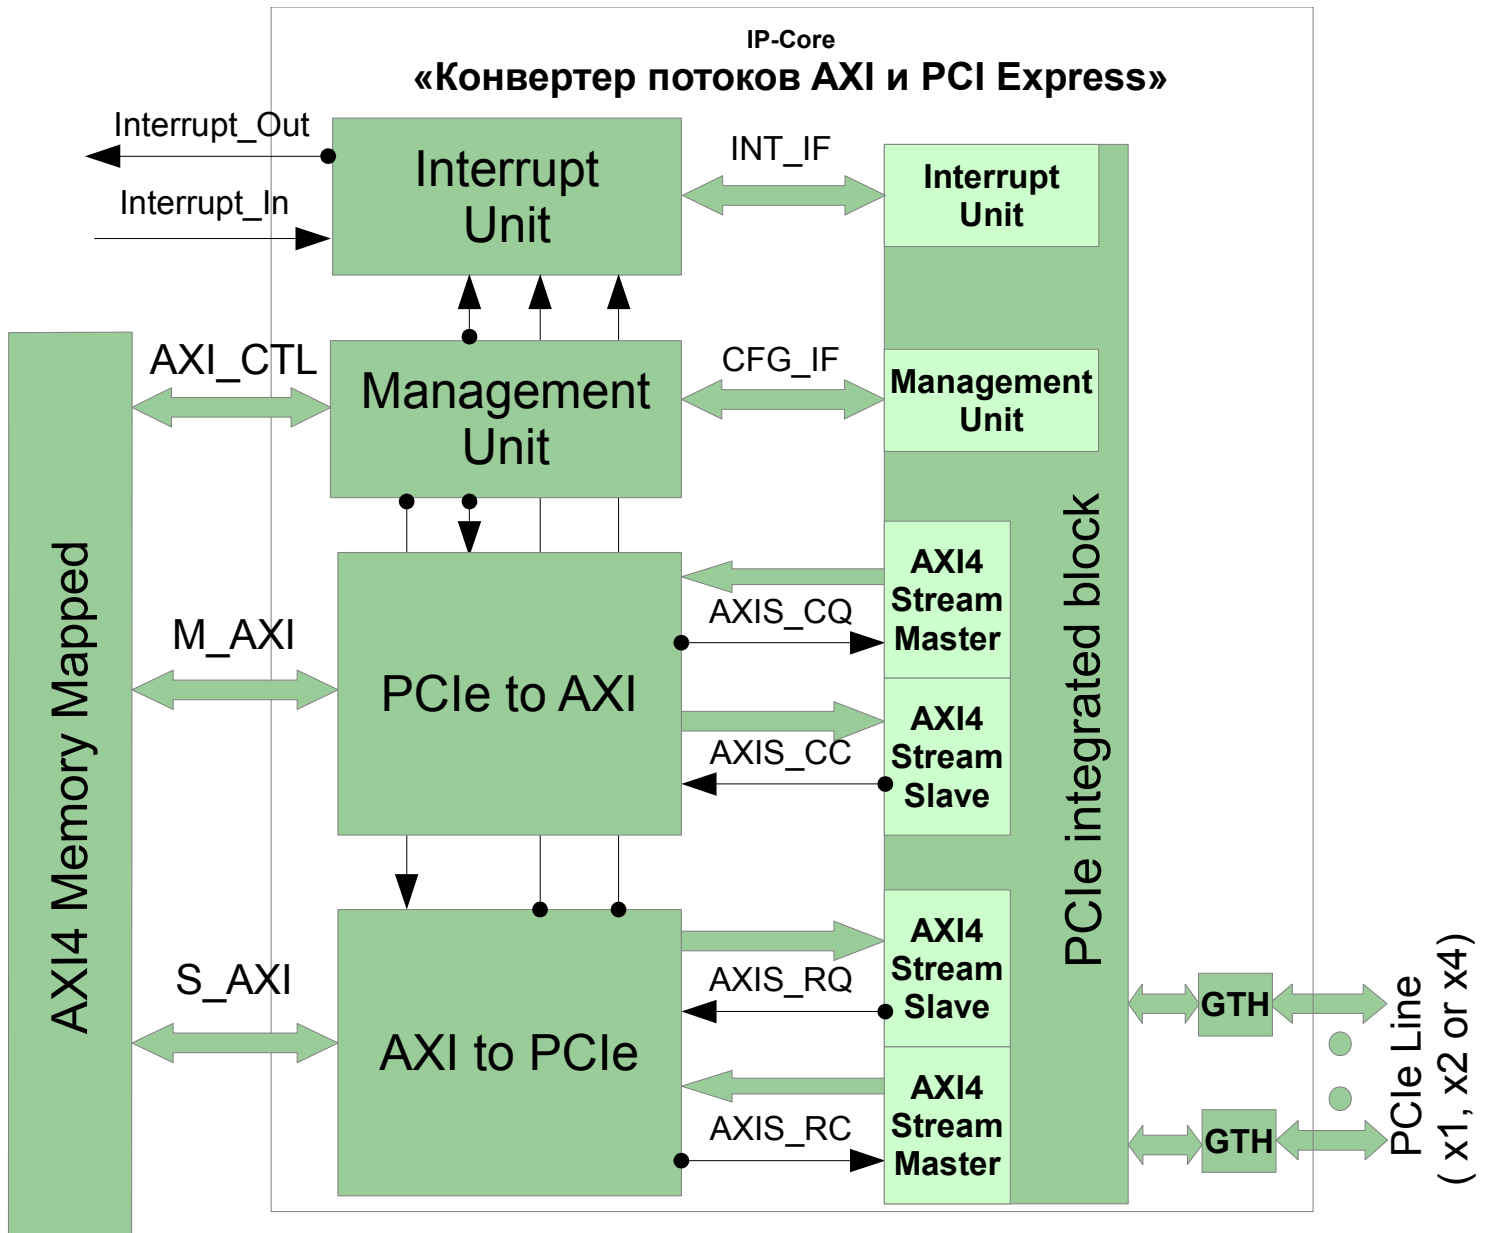 IP-Core
«Конвертер потоков AXI и PCI Express»
Interrupt_Out
Interrupt_In
Interrupt
Unit
INT_IF
Interrupt
Unit
AXI_CTL
Management
Unit
CFG_IF
Management
Unit
AXI4 Memory Mapped
M_AXI
PCIe to AXI
AXIS_CQ
AXI4
Stream
Master
AXIS_CC
AXI4
Stream
Slave
PCIe integrated block
S_AXI
AXI to PCIe
AXIS_RQ
AXI4
Stream
Slave
AXIS_RC
AXI4
Stream
Master
GTH
GTH
PCIe Line
( x1, x2 or x4)